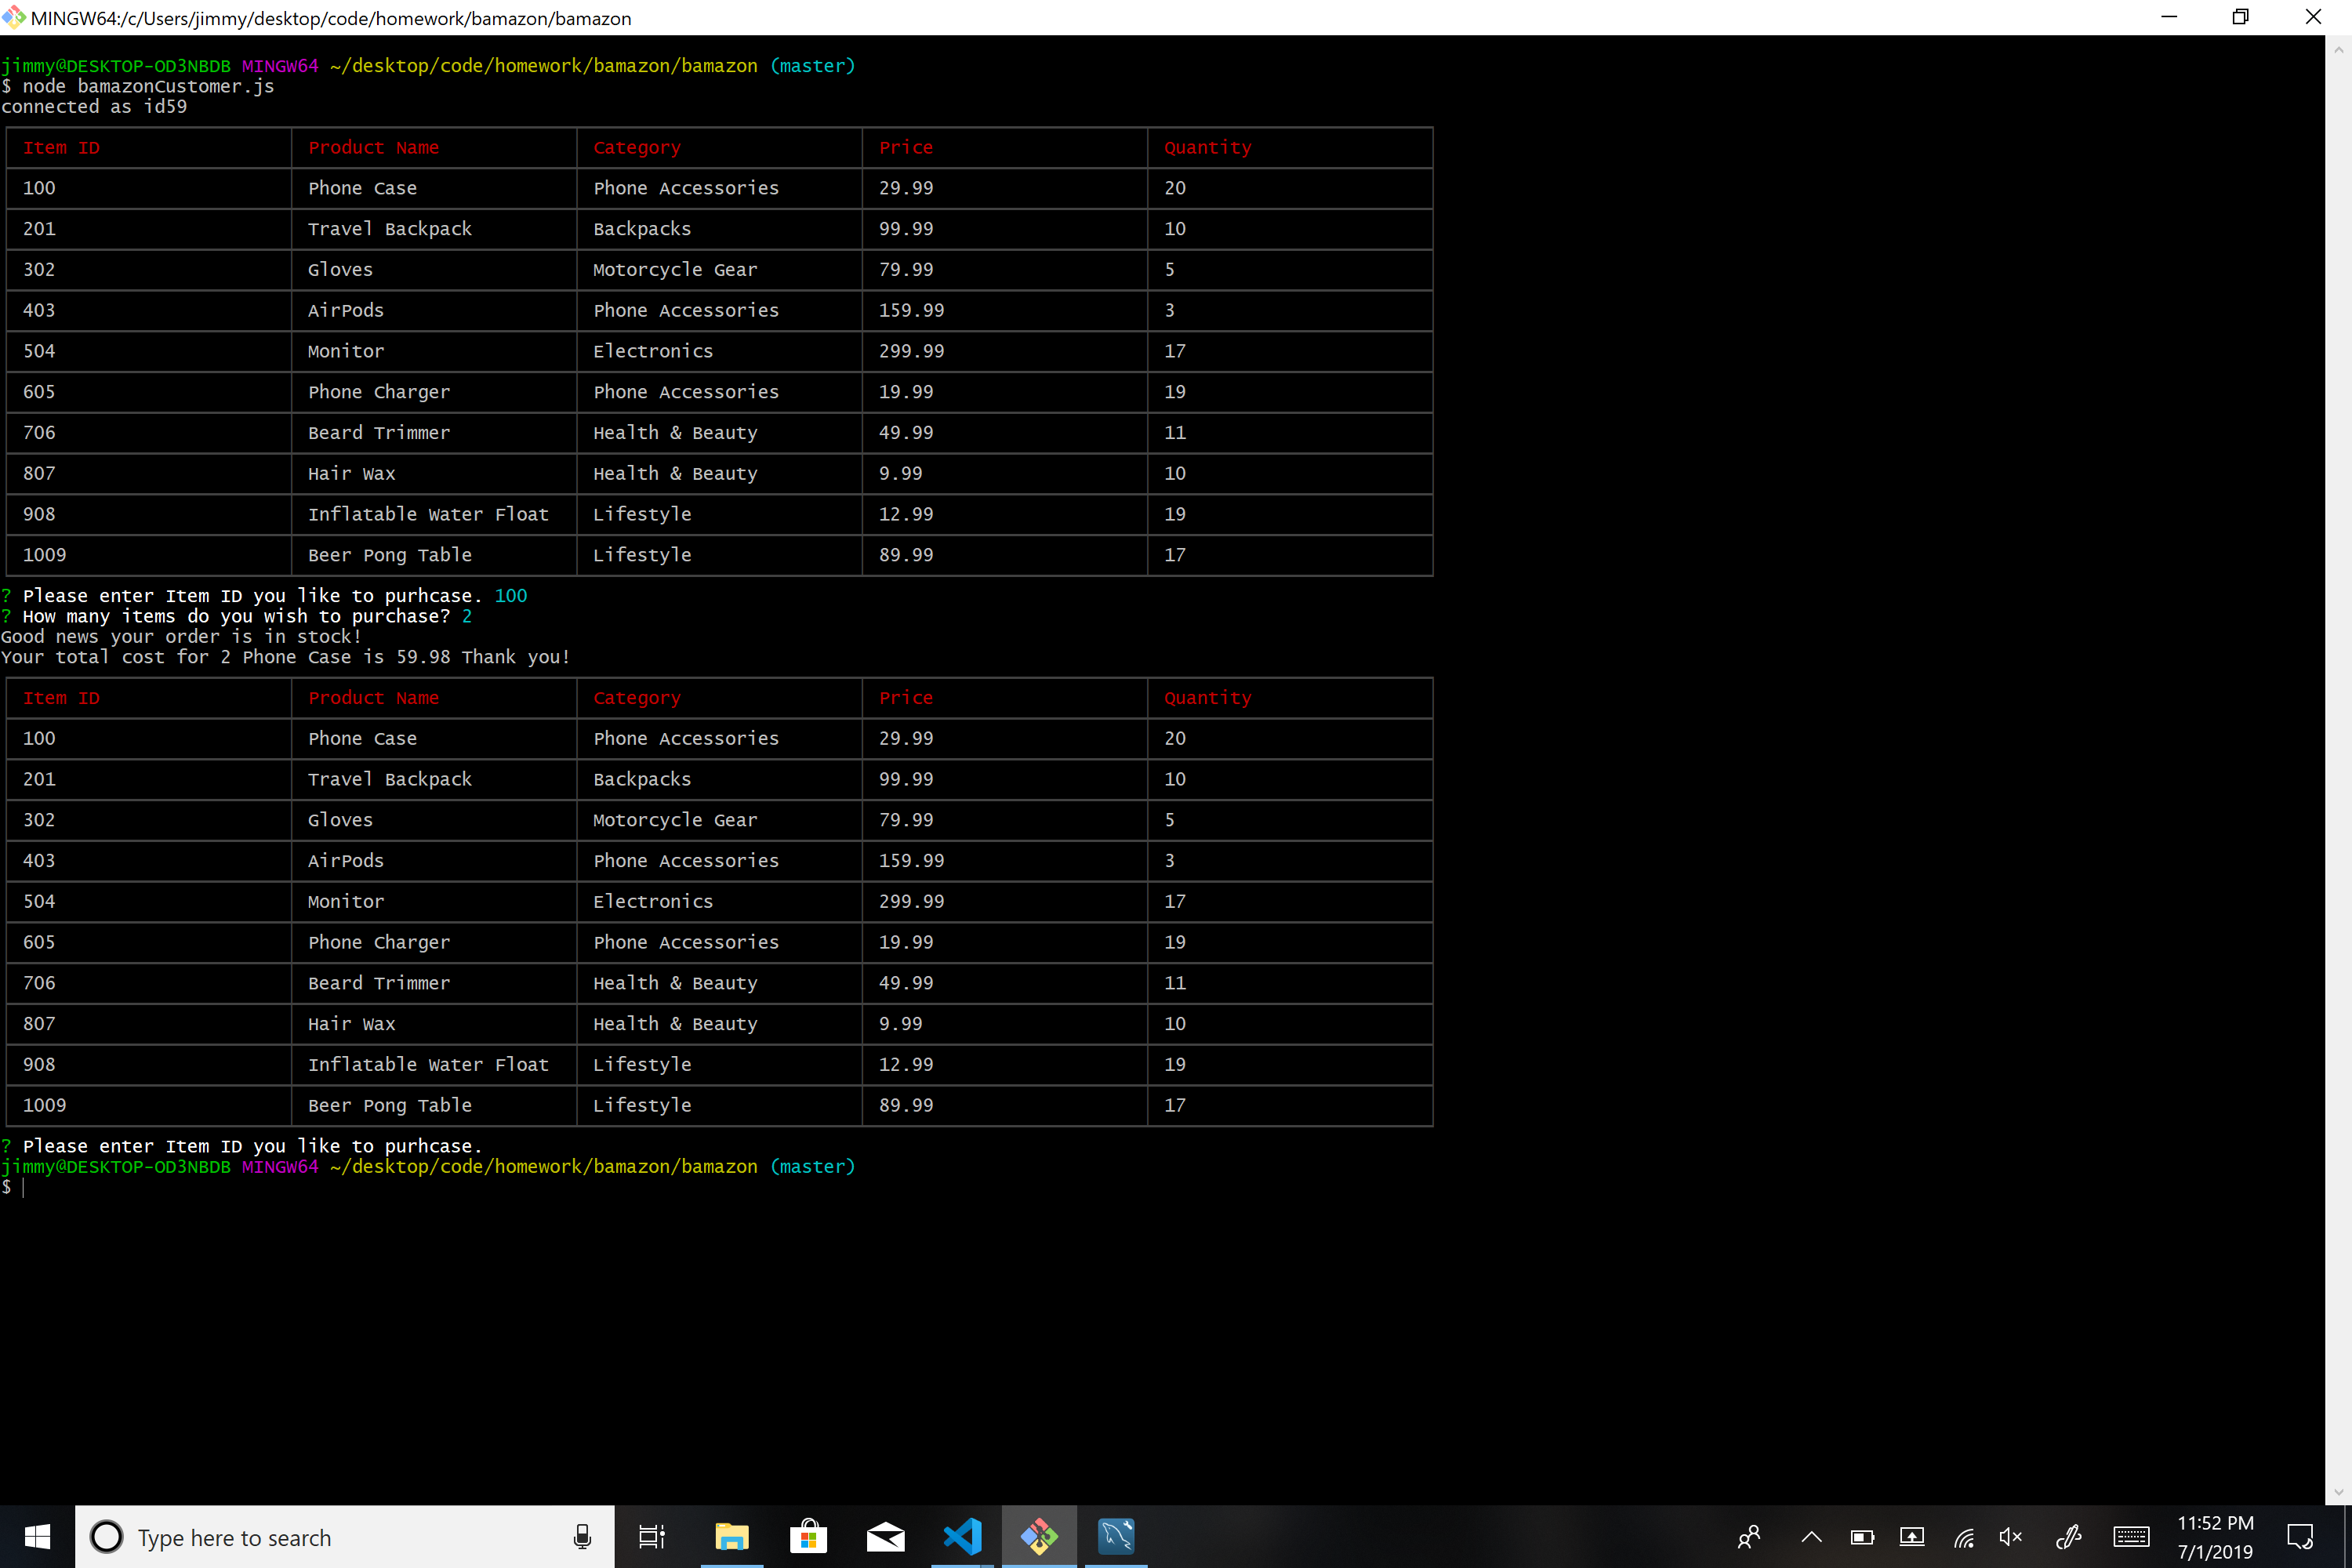 MINGW64:/c/Users/jimmy/desktop/code/homework/bamazon/bamazon
jimmy@DESKTOP-OD3NBDB MINGW64 ~/desktop/code/homework/bamazon/bamazon (master)
$ node bamazonCustomer.js
connected as id59
Item ID Product Name Category Price Quantity
100 Phone Case Phone Accessories 29.99 20
201 Travel Backpack Backpacks 99.99 10
302 Gloves Motorcycle Gear 79.99 5
403 AirPods Phone Accessories 159.99 3
504 Monitor Electronics 299.99 17
605 Phone Charger Phone Accessories 19.99 19
706 Beard Trimmer Health & Beauty 49.99 11
807 Hair Wax Health & Beauty 9.99 10
908 Inflatable Water Float Lifestyle 12.99 19
1009 Beer Pong Table Lifestyle 89.99 17
? Please enter Item ID you like to purhcase. 100
? How many items do you wish to purchase? 2
Good news your order is in stock!
Your total cost for 2 Phone Case is 59.98 Thank you!
Item ID Product Name Category Price Quantity
100 Phone Case Phone Accessories 29.99 20
201 Travel Backpack Backpacks 99.99 10
302 Gloves Motorcycle Gear 79.99 5
403 AirPods Phone Accessories 159.99 3
504 Monitor Electronics 299.99 17
605 Phone Charger Phone Accessories 19.99 19
706 Beard Trimmer Health & Beauty 49.99 11
807 Hair Wax Health & Beauty 9.99 10
908 Inflatable Water Float Lifestyle 12.99 19
1009 Beer Pong Table Lifestyle 89.99 17
? Please enter Item ID you like to purhcase.
jimmy@DESKTOP-OD3NBDB MINGW64 ~/desktop/code/homework/bamazon/bamazon (master)
$
Type here to search
11:52 PM
7/1/2019